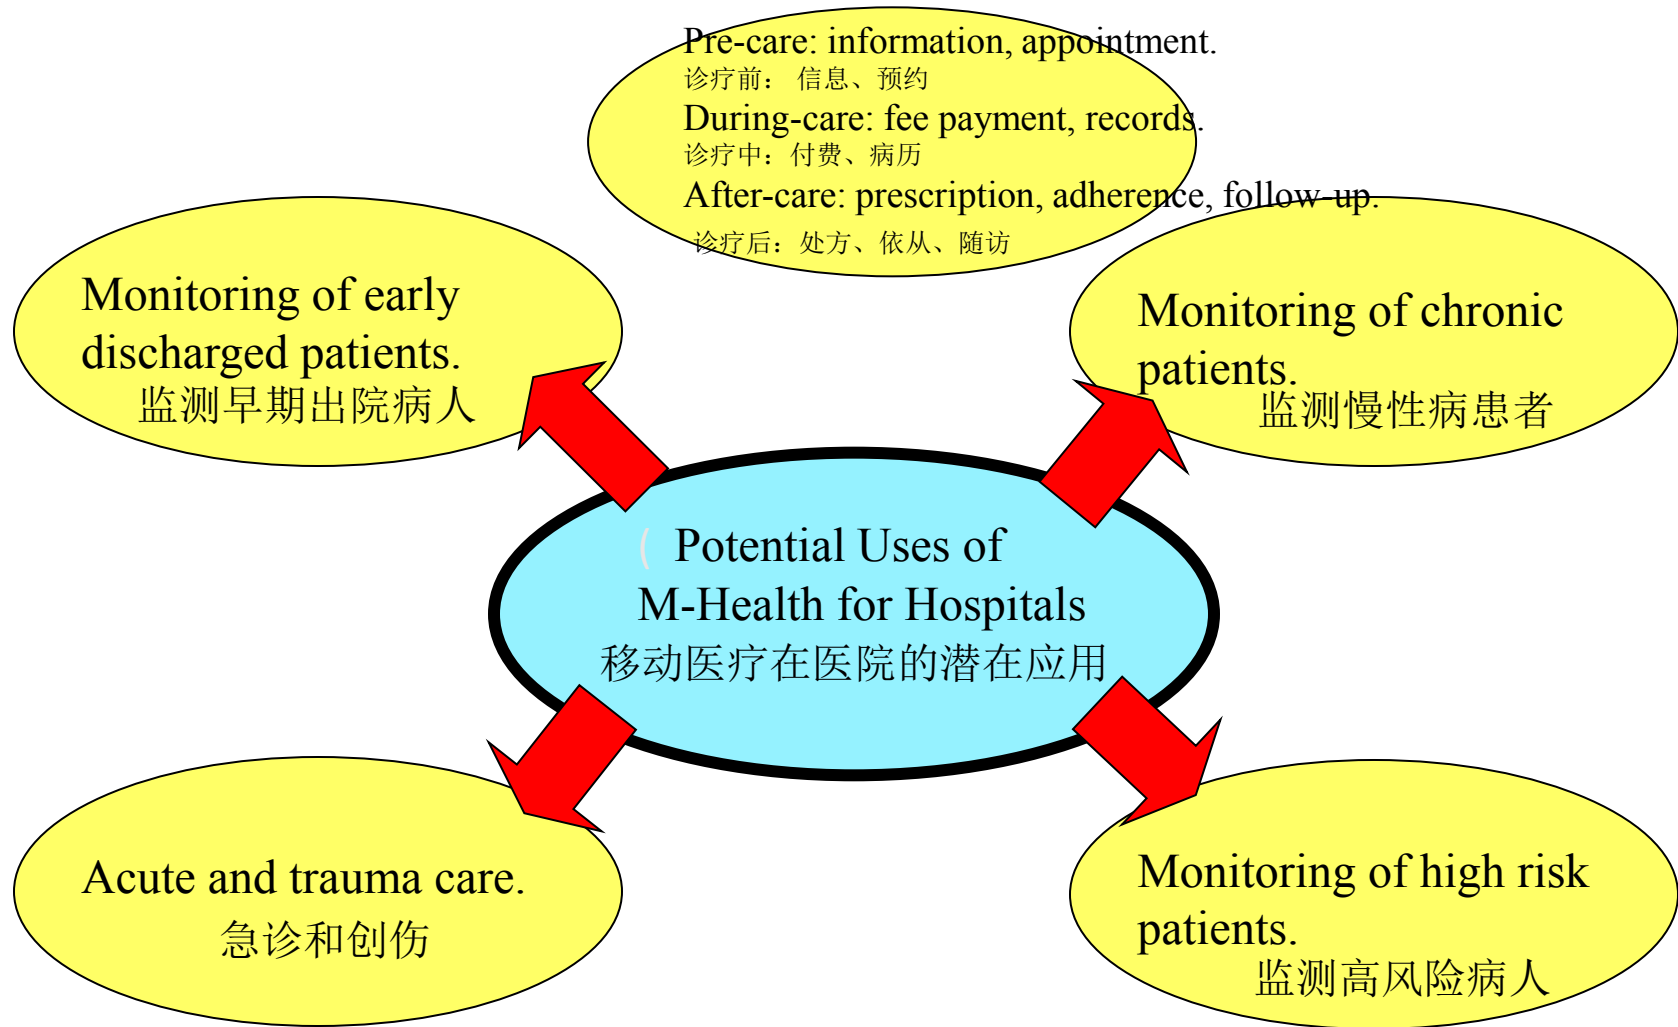 Pre-care: information, appointment.
诊疗前： 信息、预约
During-care: fee payment, records.
诊疗中：付费、病历
After-care: prescription, adherence, follow-up.
诊疗后：处方、依从、随访
Monitoring of early
discharged patients.
监测早期出院病人
Monitoring of chronic
patients.
监测慢性病患者
( Potential Uses of
M-Health for Hospitals
移动医疗在医院的潜在应用
Acute and trauma care.
急诊和创伤
Monitoring of high risk
patients.
监测高风险病人